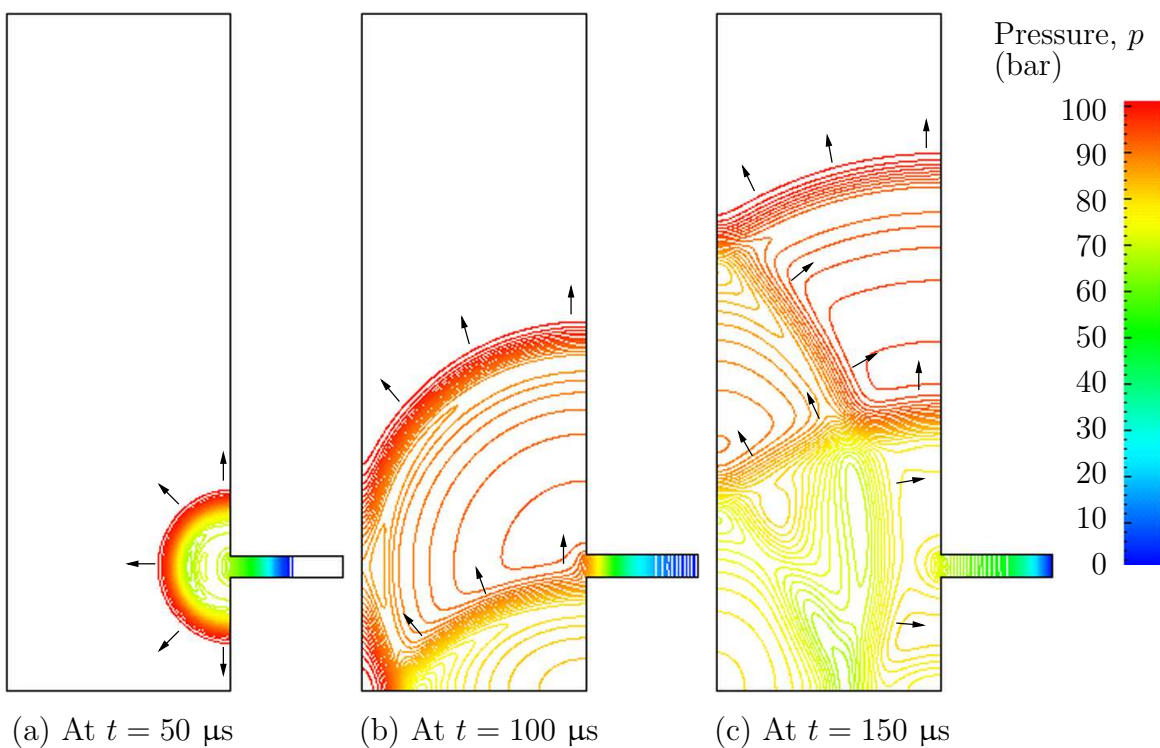 Pressure, p
(bar)
100
90
80
70
60
50
40
30
20
10
0
(a) At t = 50 μs
(b) At t = 100 μs
(c) At t = 150 μs